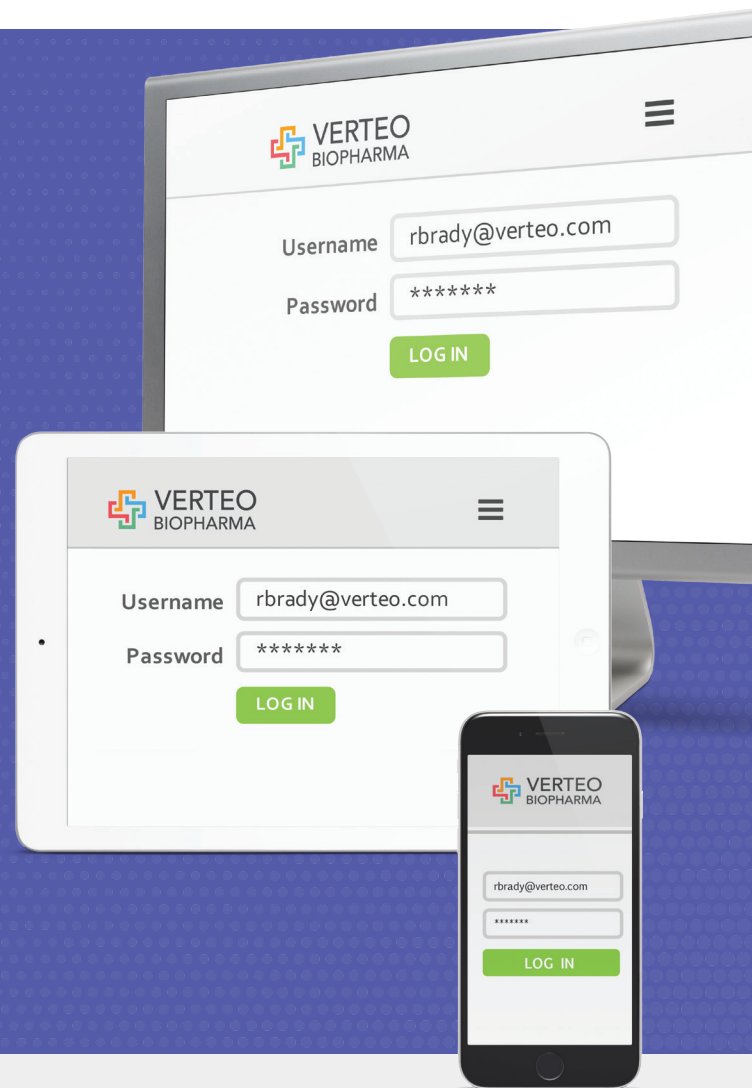 VERTEO
BIOPHARMA
Username rbrady@verteo.com
Password *******
LOG IN
VERTEO
BIOPHARMA
Username rbrady@verteo.com
Password *******
LOG IN
VERTEO
BIOPHARMA
rbrady@verteo.com
*******
LOG IN